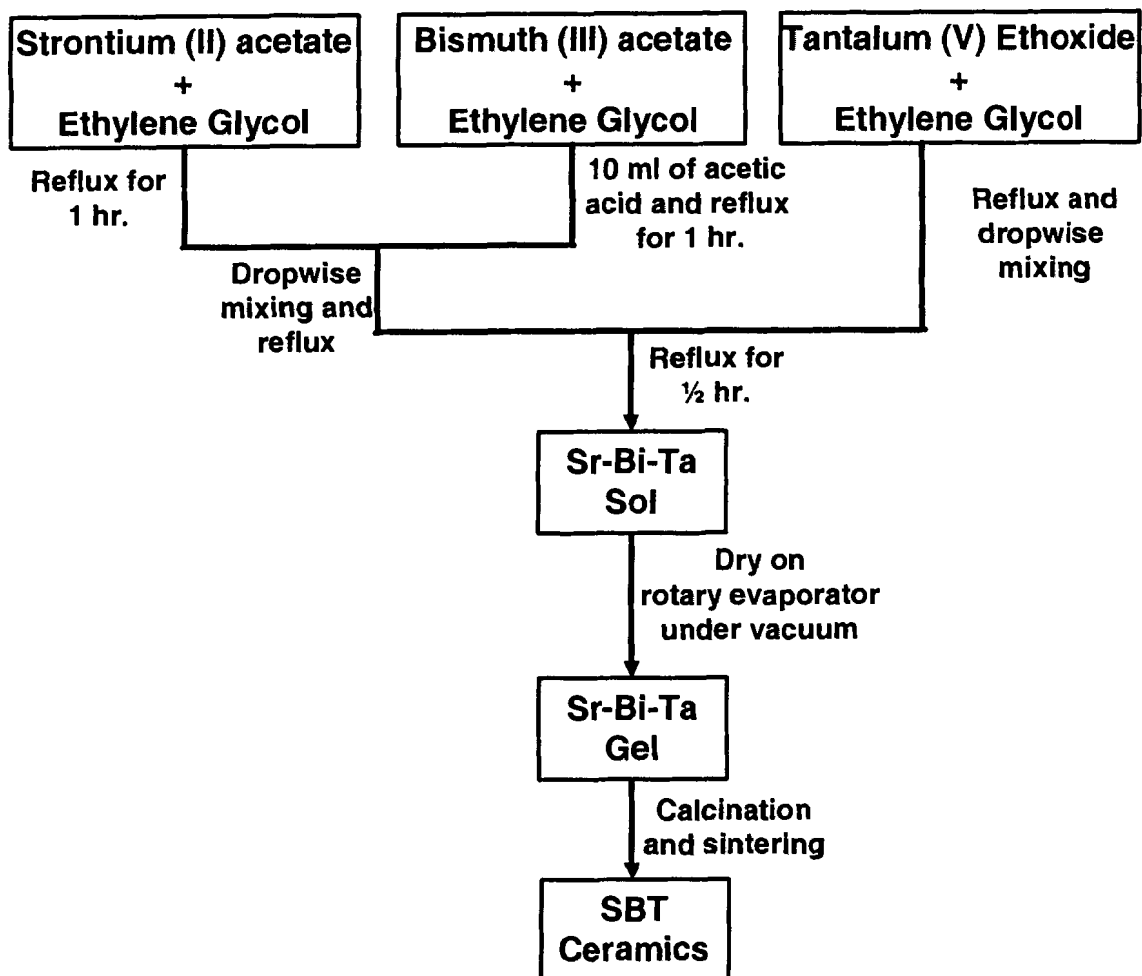 Strontium (II) acetate
+
Ethylene Glycol
Bismuth (III) acetate
+
Ethylene Glycol
Tantalum (V) Ethoxide
+
Ethylene Glycol
Reflux for
1 hr.
10 ml of acetic
acid and reflux
for 1 hr.
Reflux and
dropwise
mixing
Dropwise
mixing and
reflux
Reflux for
½ hr.
Sr-Bi-Ta
Sol
Dry on
rotary evaporator
under vacuum
Sr-Bi-Ta
Gel
Calcination
and sintering
SBT
Ceramics